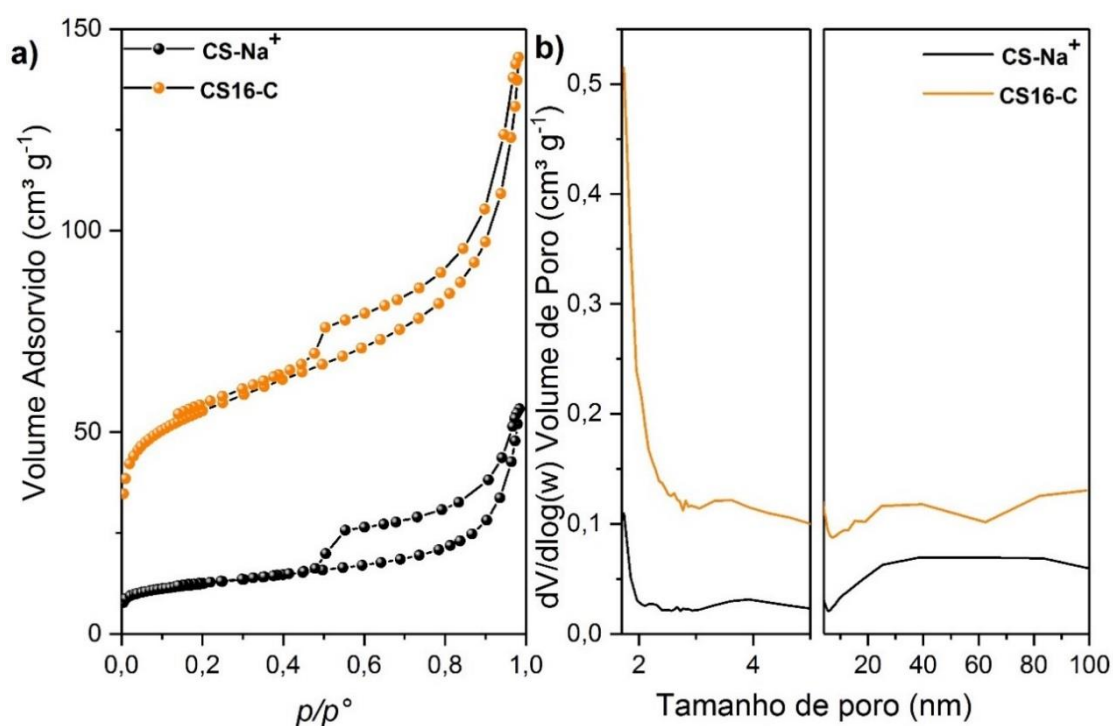 a)
CS-Na⁺
CS16-C
Volume Adsorvido (cm³ g⁻¹)
150
100
50
0
0,0 0,2 0,4 0,6 0,8 1,0
p/p°
b)
CS-Na⁺
CS16-C
dV/dlog(w) Volume de Poro (cm³ g⁻¹)
0,5
0,4
0,3
0,2
0,1
0,0
2 4 20 40 60 80 100
Tamanho de poro (nm)